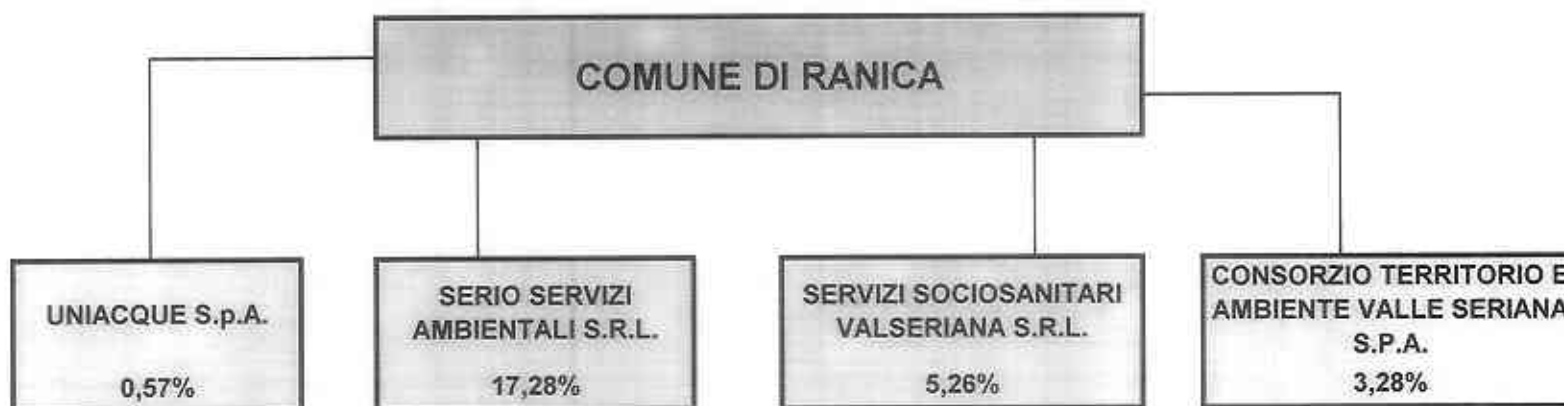 COMUNE DI RANICA
UNIACQUE S.p.A.
0,57%
SERIO SERVIZI
AMBIENTALI S.R.L.
17,28%
SERVIZI SOCIOSANITARI
VALSERIANA S.R.L.
5,26%
CONSORZIO TERRITORIO E
AMBIENTE VALLE SERIANA
S.P.A.
3,28%